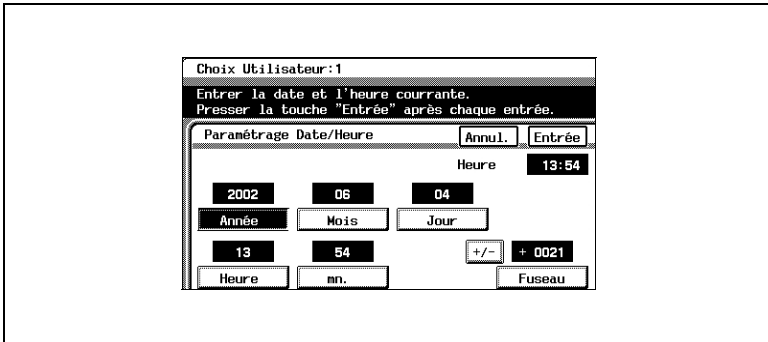 Choix Utilisateur:1
Entrer la date et l'heure courrante.
Presser la touche "Entrée" après chaque entrée.
Paramétrage Date/Heure Annul. Entrée
Heure 13:54
2002 06 04
Année Mois Jour
13 54 +/- + 0021
Heure mn. Fuseau